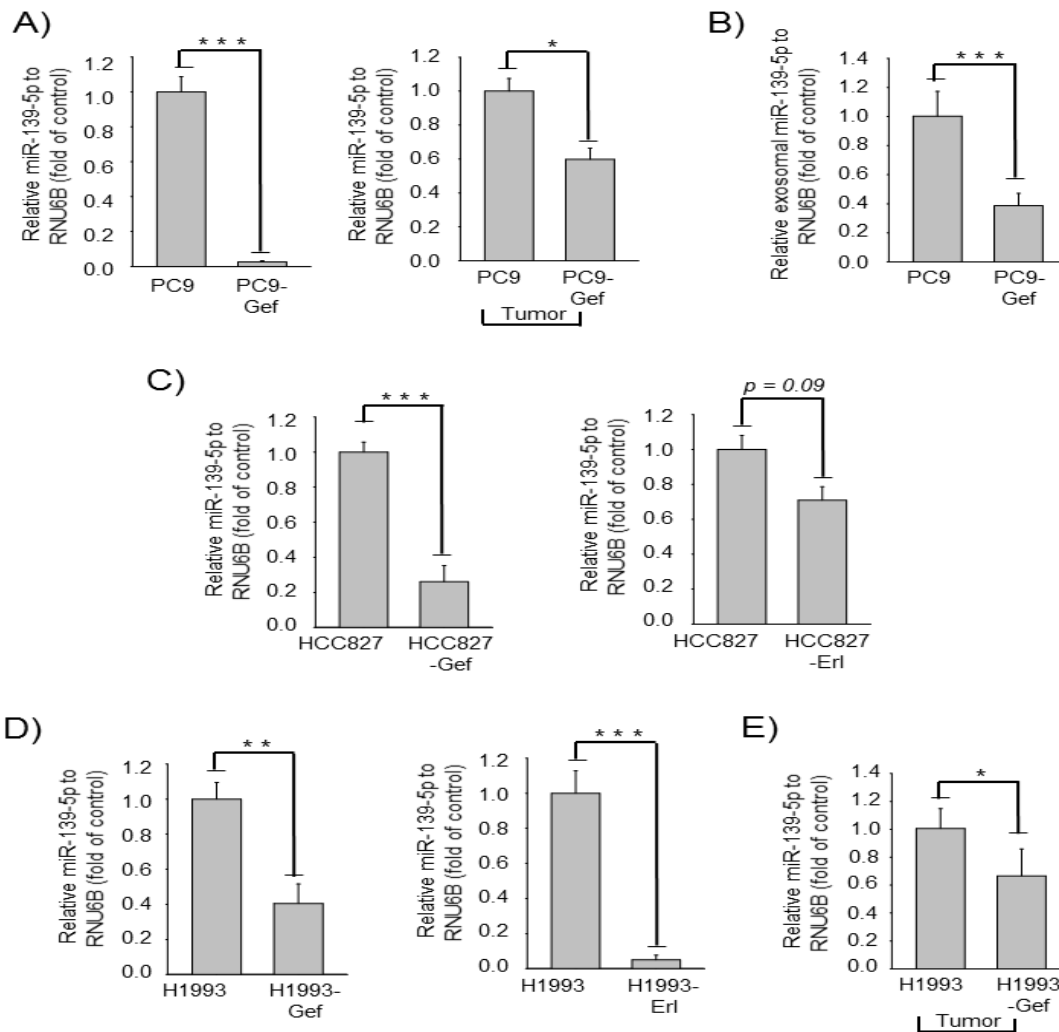 A)
Relative miR-139-5p to
RNU6B (fold of control)
1.2
1.0
0.8
0.6
0.4
0.2
0.0
* * *
PC9
PC9-
Gef
Relative miR-139-5p to
RNU6B (fold of control)
1.2
1.0
0.8
0.6
0.4
0.2
0.0
*
PC9
PC9-
Gef
Tumor
B)
Relative exosomal miR-139-5p to
RNU6B (fold of control)
1.4
1.2
1.0
0.8
0.6
0.4
0.2
0.0
* * *
PC9
PC9-
Gef
C)
Relative miR-139-5p to
RNU6B (fold of control)
1.2
1.0
0.8
0.6
0.4
0.2
0.0
* * *
HCC827
HCC827
-Gef
Relative miR-139-5p to
RNU6B (fold of control)
1.2
1.0
0.8
0.6
0.4
0.2
0.0
p = 0.09
HCC827
HCC827
-Erl
D)
Relative miR-139-5p to
RNU6B (fold of control)
1.2
1.0
0.8
0.6
0.4
0.2
0.0
* *
H1993
H1993-
Gef
Relative miR-139-5p to
RNU6B (fold of control)
1.2
1.0
0.8
0.6
0.4
0.2
0.0
* * *
H1993
H1993-
Erl
E)
Relative miR-139-5p to
RNU6B (fold of control)
1.4
1.2
1.0
0.8
0.6
0.4
0.2
0.0
*
H1993
H1993
-Gef
Tumor